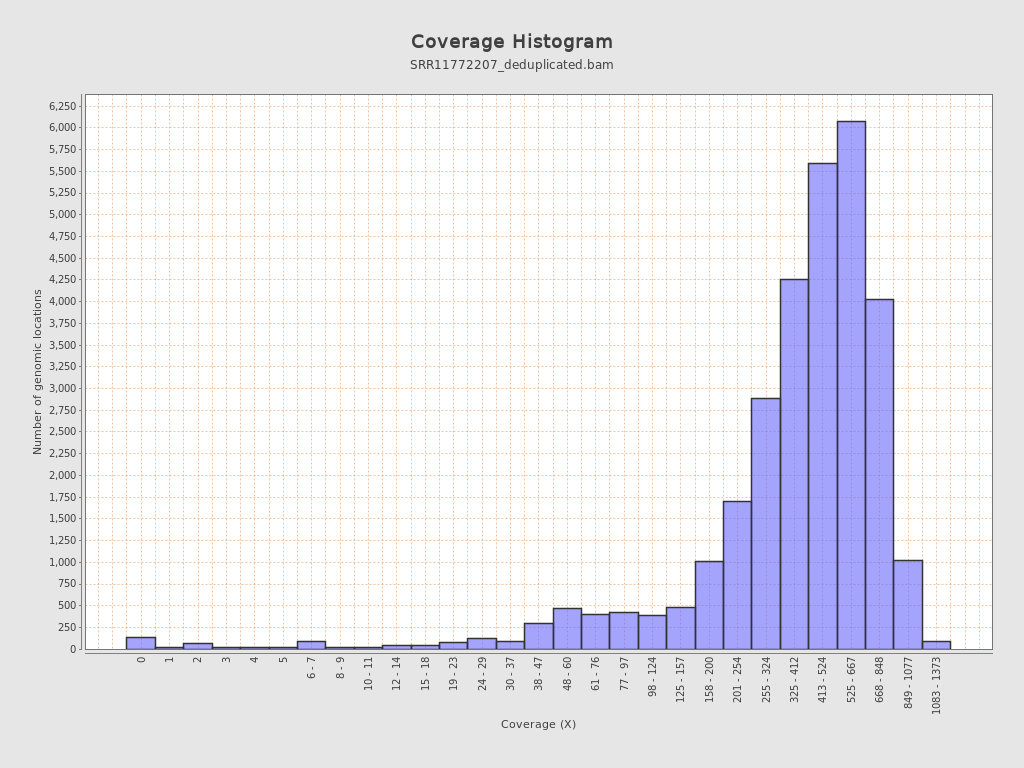 Coverage Histogram
SRR11772207_deduplicated.bam
Number of genomic locations
6,250
6,000
5,750
5,500
5,250
5,000
4,750
4,500
4,250
4,000
3,750
3,500
3,250
3,000
2,750
2,500
2,250
2,000
1,750
1,500
1,250
1,000
750
500
250
0
0
1
2
3
4
5
6 - 7
8 - 9
10 - 11
12 - 14
15 - 18
19 - 23
24 - 29
30 - 37
38 - 47
48 - 60
61 - 76
77 - 97
98 - 124
125 - 157
158 - 200
201 - 254
255 - 324
325 - 412
413 - 524
525 - 667
668 - 848
849 - 1077
1083 - 1373
Coverage (X)